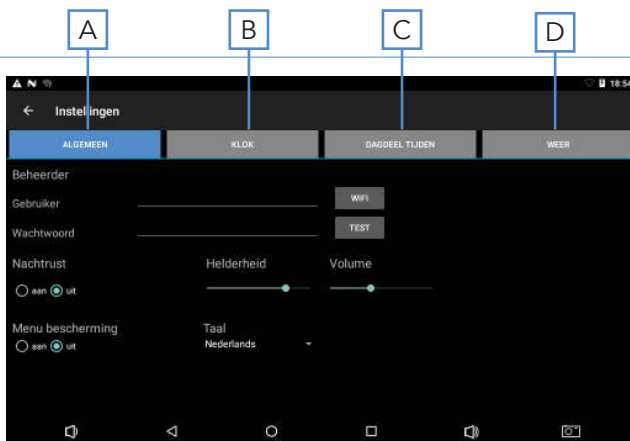 A B C D
18:54
Instellingen
ALGEMEEN KLOK DAGDEEL TIJDEN WEER
Beheerder
Gebruiker WIFI
Wachtwoord TEST
Nachtrust Helderheid Volume
aan uit
Menu bescherming Taal
aan uit Nederlands